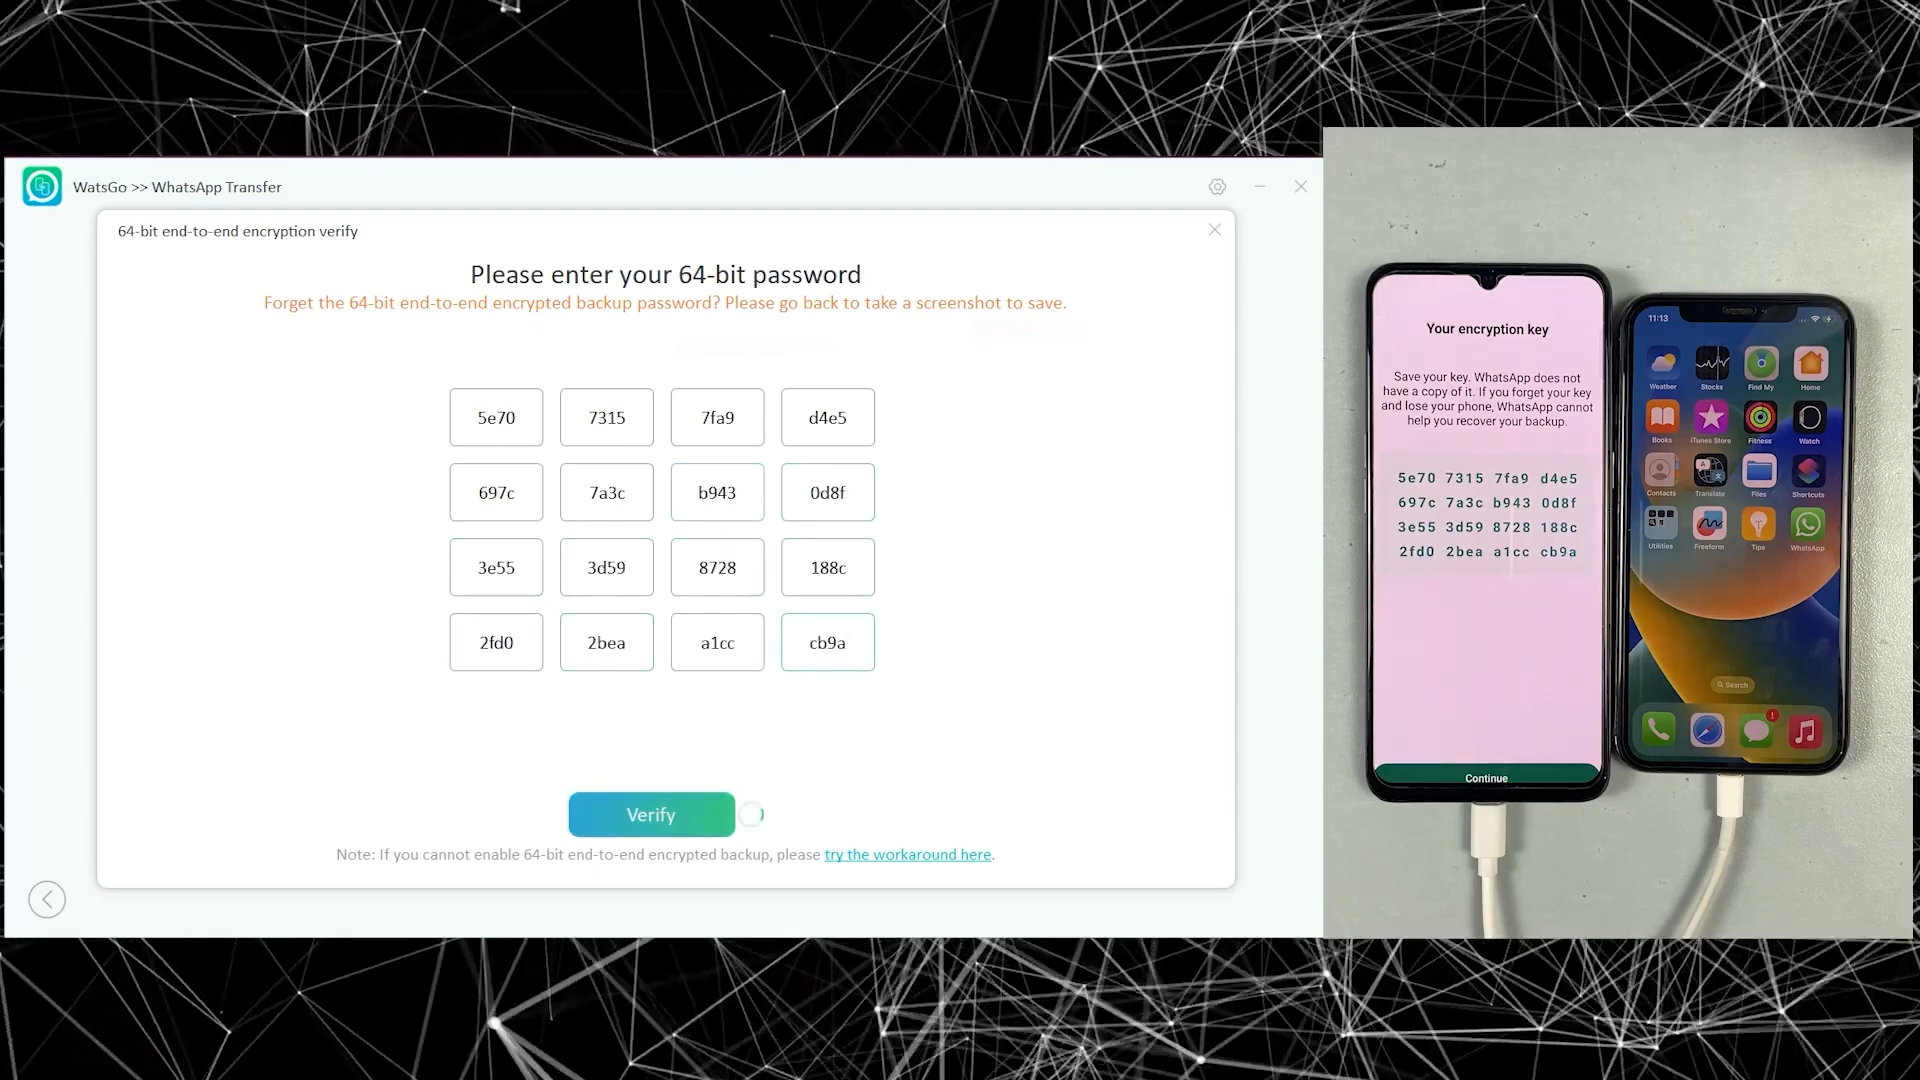 WatsGo >> WhatsApp Transfer
64-bit end-to-end encryption verify
Please enter your 64-bit password
Forget the 64-bit end-to-end encrypted backup password? Please go back to take a screenshot to save.
5e70 7315 7fa9 d4e5
697c 7a3c b943 0d8f
3e55 3d59 8728 188c
2fd0 2bea a1cc cb9a
Verify
Note: If you cannot enable 64-bit end-to-end encrypted backup, please try the workaround here.
Your encryption key
Save your key. WhatsApp does not
have a copy of it. If you forget your key
and lose your phone, WhatsApp cannot
help you recover your backup.
5e70 7315 7fa9 d4e5
697c 7a3c b943 0d8f
3e55 3d59 8728 188c
2fd0 2bea a1cc cb9a
Continue
11:13
Weather Stocks Find My Home
Books iTunes Store Fitness Watch
Contacts Translate Files Shortcuts
Utilities Freeform Tips WhatsApp
Search